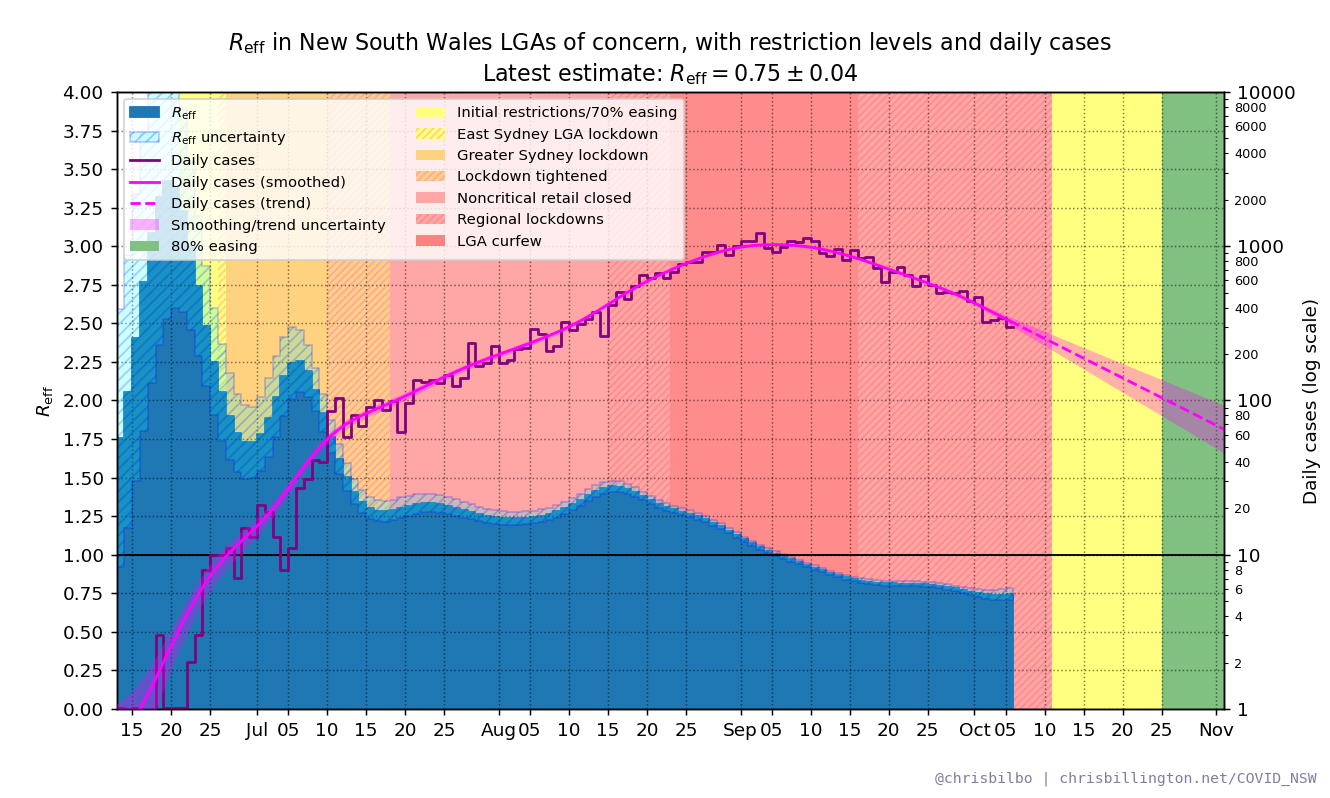 R_eff in New South Wales LGAs of concern, with restriction levels and daily cases
Latest estimate: R_eff = 0.75 ± 0.04
R_eff
R_eff uncertainty
Daily cases
Daily cases (smoothed)
Daily cases (trend)
Smoothing/trend uncertainty
80% easing
Initial restrictions/70% easing
East Sydney LGA lockdown
Greater Sydney lockdown
Lockdown tightened
Noncritical retail closed
Regional lockdowns
LGA curfew
R_eff
4.00
3.75
3.50
3.25
3.00
2.75
2.50
2.25
2.00
1.75
1.50
1.25
1.00
0.75
0.50
0.25
0.00
15 20 25 Jul 05 10 15 20 25 Aug 05 10 15 20 25 Sep 05 10 15 20 25 Oct 05 10 15 20 25 Nov
10000
8000
6000
4000
2000
1000
800
600
400
200
100
80
60
40
20
10
8
6
4
2
1
Daily cases (log scale)
@chrisbilbo | chrisbillington.net/COVID_NSW